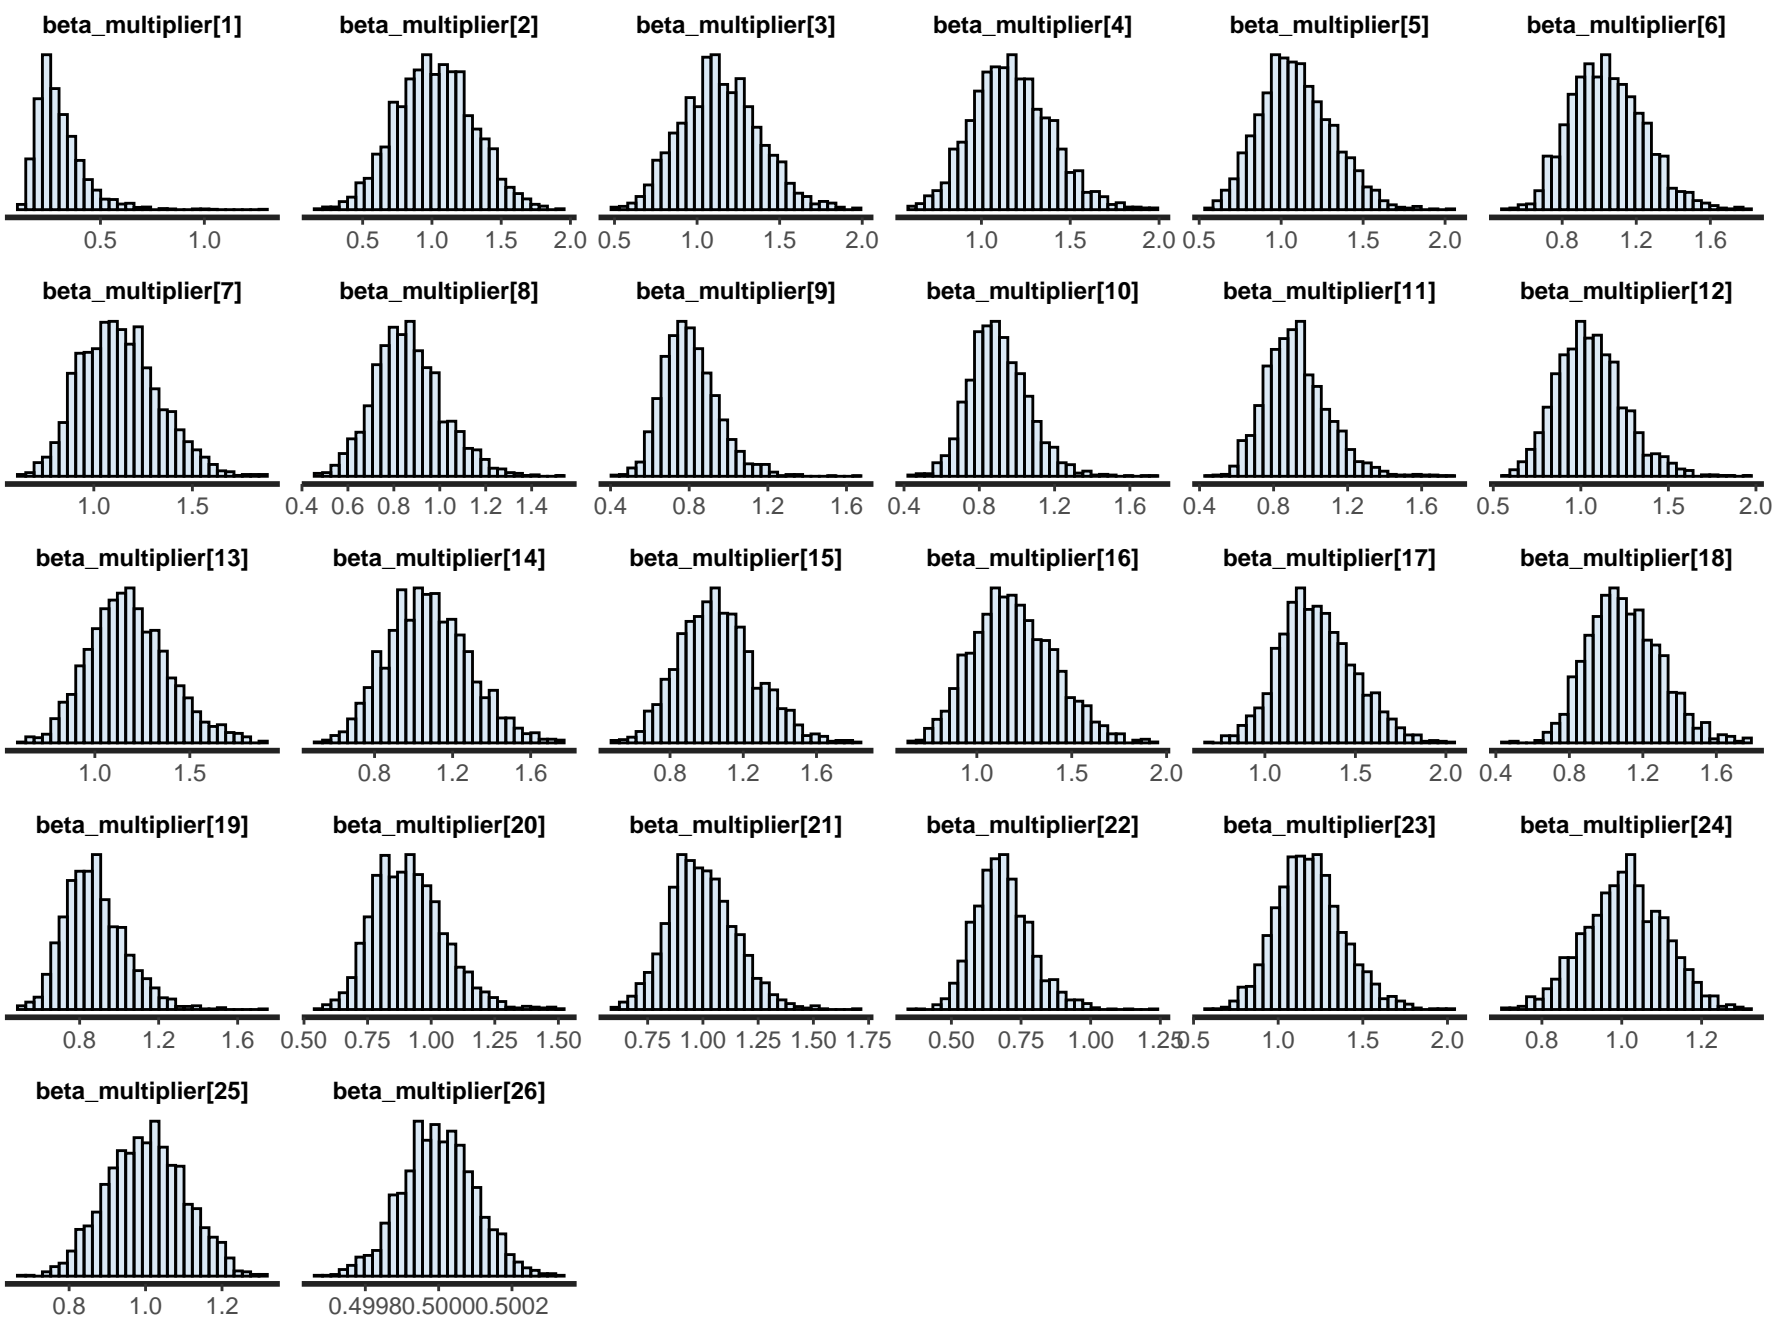 beta_multiplier[1] beta_multiplier[2] beta_multiplier[3] beta_multiplier[4] beta_multiplier[5] beta_multiplier[6]
0.5 1.0 0.5 1.0 1.5 2.0 0.5 1.0 1.5 2.0 1.0 1.5 2.0 0.5 1.0 1.5 2.0 0.8 1.2 1.6
beta_multiplier[7] beta_multiplier[8] beta_multiplier[9] beta_multiplier[10] beta_multiplier[11] beta_multiplier[12]
1.0 1.5 0.4 0.6 0.8 1.0 1.2 1.4 0.4 0.8 1.2 1.6 0.4 0.8 1.2 1.6 0.4 0.8 1.2 1.6 0.5 1.0 1.5 2.0
beta_multiplier[13] beta_multiplier[14] beta_multiplier[15] beta_multiplier[16] beta_multiplier[17] beta_multiplier[18]
1.0 1.5 0.8 1.2 1.6 0.8 1.2 1.6 1.0 1.5 2.0 1.0 1.5 2.0 0.4 0.8 1.2 1.6
beta_multiplier[19] beta_multiplier[20] beta_multiplier[21] beta_multiplier[22] beta_multiplier[23] beta_multiplier[24]
0.8 1.2 1.6 0.50 0.75 1.00 1.25 1.50 0.75 1.00 1.25 1.50 1.75 0.50 0.75 1.00 1.25 0.5 1.0 1.5 2.0 0.8 1.0 1.2
beta_multiplier[25] beta_multiplier[26]
0.8 1.0 1.2 0.4998 0.5000 0.5002